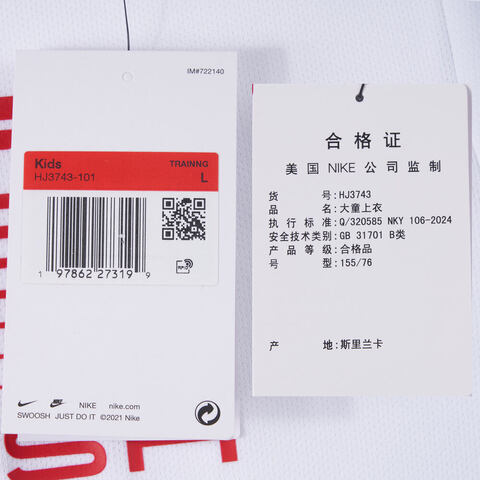 IM#722140
Kids TRAINNG
HJ3743-101 L
1 97862 27319 9
RFID
NIKE nike.com
SWOOSH JUST DO IT ©2021 Nike
合格证
美国 NIKE 公司监制
货 号:HJ3743
品 名:大童上衣
执行标准:Q/320585 NKY 106-2024
安全技术类别:GB 31701 B类
产品等级:合格品
号 型:155/76
产 地:斯里兰卡
SH